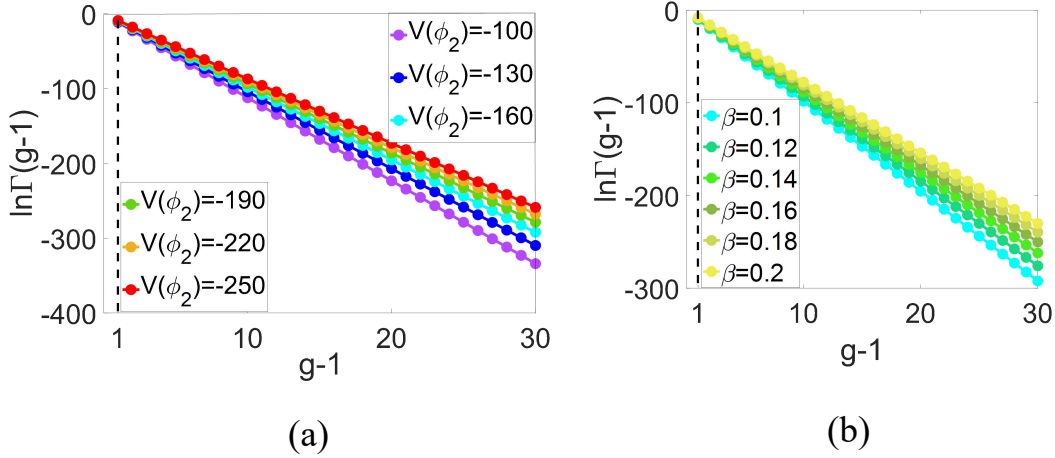 0
-100
-200
-300
-400
lnΓ(g-1)
V(ϕ₂)=-100
V(ϕ₂)=-130
V(ϕ₂)=-160
V(ϕ₂)=-190
V(ϕ₂)=-220
V(ϕ₂)=-250
1 10 20 30
g-1
(a)
0
-100
-200
-300
lnΓ(g-1)
β=0.1
β=0.12
β=0.14
β=0.16
β=0.18
β=0.2
1 10 20 30
g-1
(b)